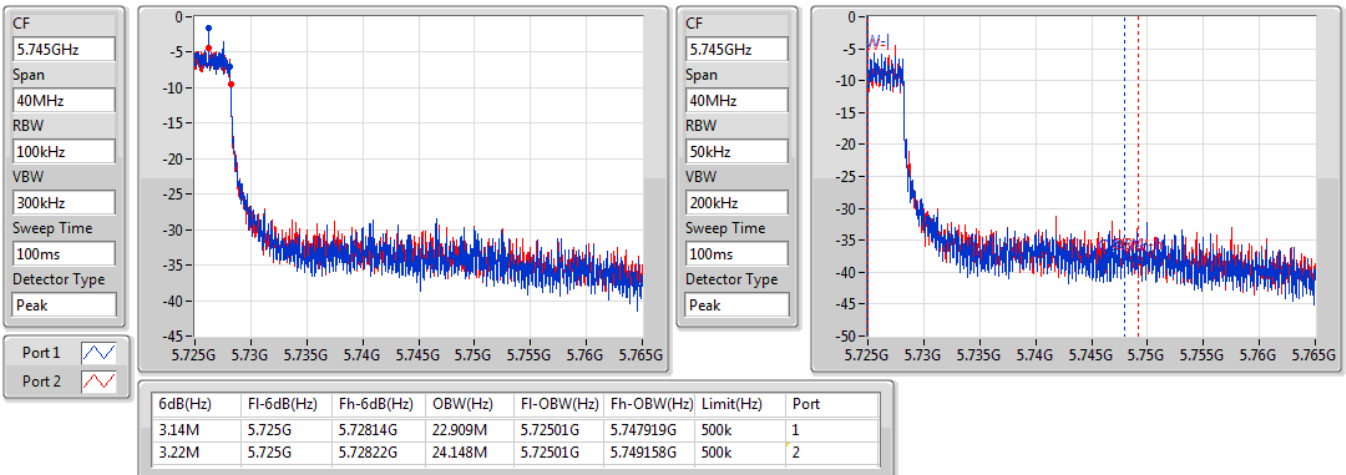 CF
5.745GHz
Span
40MHz
RBW
100kHz
VBW
300kHz
Sweep Time
100ms
Detector Type
Peak
Port 1
Port 2
0
-5
-10
-15
-20
-25
-30
-35
-40
-45
5.725G 5.73G 5.735G 5.74G 5.745G 5.75G 5.755G 5.76G 5.765G
CF
5.745GHz
Span
40MHz
RBW
50kHz
VBW
200kHz
Sweep Time
100ms
Detector Type
Peak
0
-5
-10
-15
-20
-25
-30
-35
-40
-45
-50
5.725G 5.73G 5.735G 5.74G 5.745G 5.75G 5.755G 5.76G 5.765G
6dB(Hz) Fl-6dB(Hz) Fh-6dB(Hz) OBW(Hz) Fl-OBW(Hz) Fh-OBW(Hz) Limit(Hz) Port
3.14M 5.725G 5.72814G 22.909M 5.72501G 5.747919G 500k 1
3.22M 5.725G 5.72822G 24.148M 5.72501G 5.749158G 500k 2